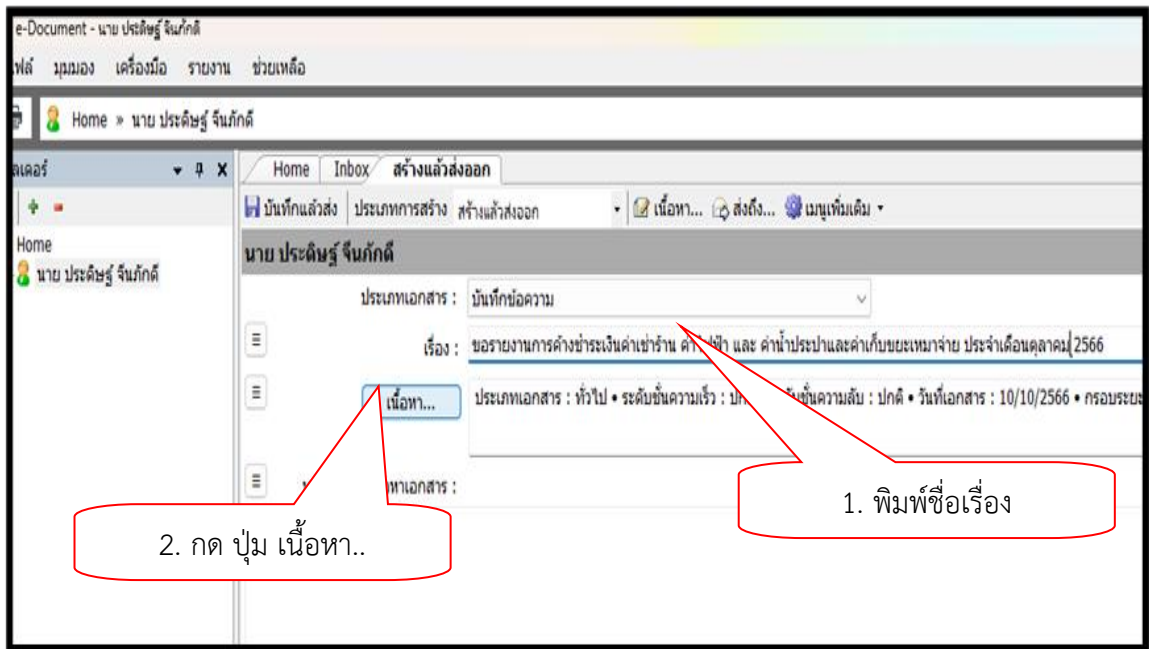 e-Document - นาย ประดิษฐ์ จีนภักดี
ฟล์ มุมมอง เครื่องมือ รายงาน ช่วยเหลือ
Home » นาย ประดิษฐ์ จีนภักดี
ลเดอร์
Home Inbox สร้างแล้วส่งออก
บันทึกแล้วส่ง ประเภทการสร้าง สร้างแล้วส่งออก เนื้อหา... ส่งถึง... เมนูเพิ่มเติม
Home
นาย ประดิษฐ์ จีนภักดี
นาย ประดิษฐ์ จีนภักดี
ประเภทเอกสาร : บันทึกข้อความ
เรื่อง : ขอรายงานการค้างชำระเงินค่าเช่าร้าน ค่าไฟฟ้า และ ค่าน้ำประปาและค่าเก็บขยะเหมาจ่าย ประจำเดือนตุลาคม 2566
เนื้อหา... ประเภทเอกสาร : ทั่วไป • ระดับชั้นความเร็ว : ปก ชั้นความลับ : ปกติ • วันที่เอกสาร : 10/10/2566 • กรอบระยะ
หาเอกสาร :
1. พิมพ์ชื่อเรื่อง
2. กด ปุ่ม เนื้อหา..